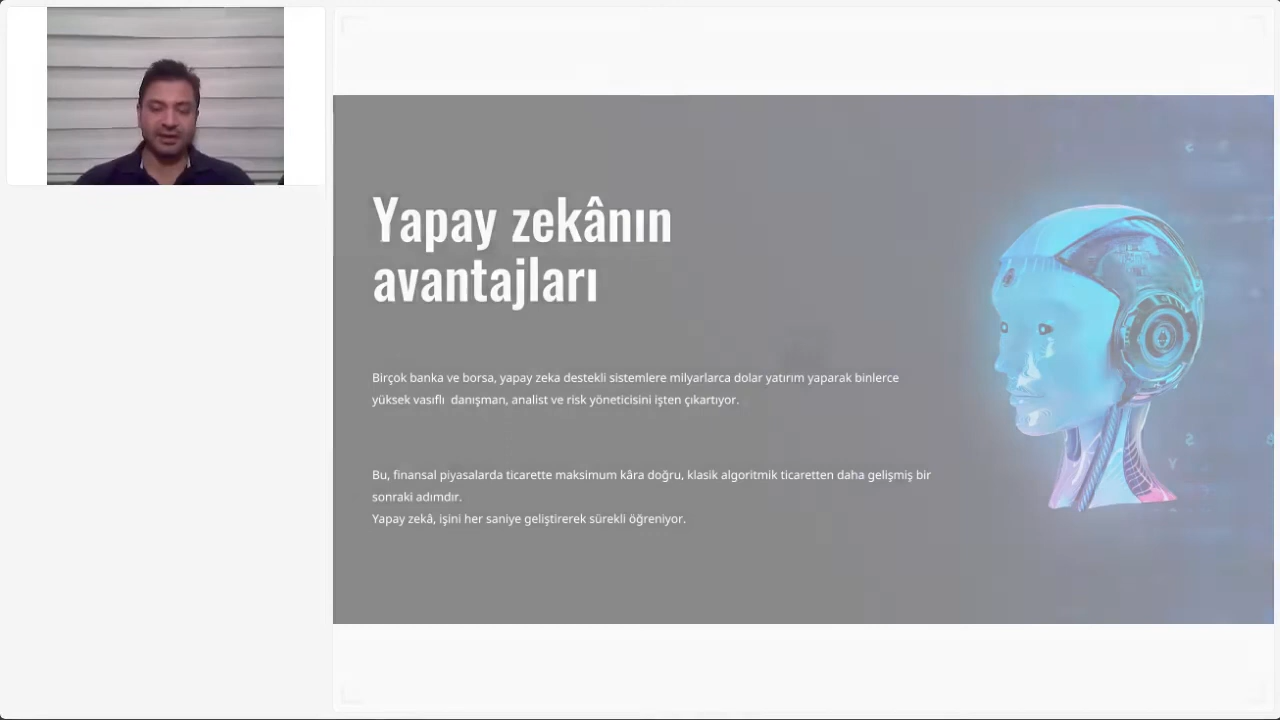 Yapay zekânın
avantajları
Birçok banka ve borsa, yapay zeka destekli sistemlere milyarlarca dolar yatırım yaparak binlerce
yüksek vasıflı  danışman, analist ve risk yöneticisini işten çıkartıyor.
Bu, finansal piyasalarda ticarette maksimum kâra doğru, klasik algoritmik ticaretten daha gelişmiş bir
sonraki adımdır.
Yapay zekâ, işini her saniye geliştirerek sürekli öğreniyor.